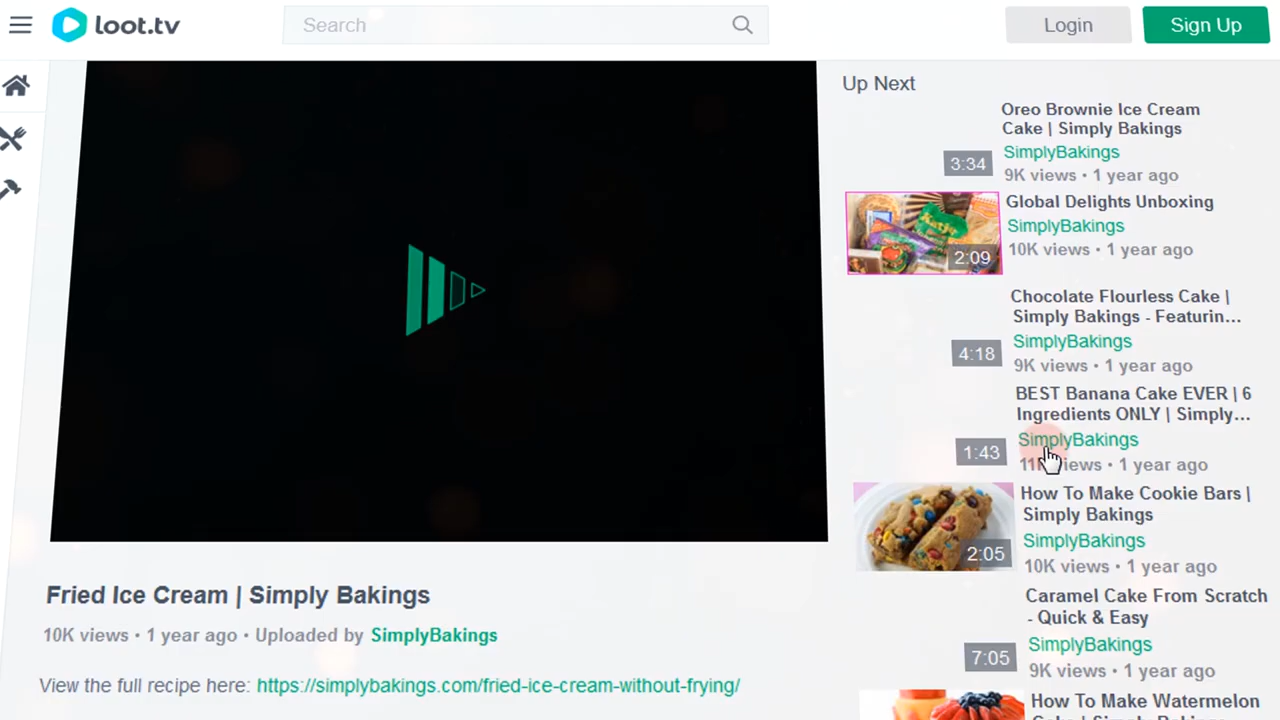 loot.tv
Search
Login
Sign Up
Up Next
Oreo Brownie Ice Cream
Cake | Simply Bakings
SimplyBakings
9K views • 1 year ago
3:34
Global Delights Unboxing
SimplyBakings
10K views • 1 year ago
2:09
Chocolate Flourless Cake |
Simply Bakings - Featurin...
SimplyBakings
9K views • 1 year ago
4:18
BEST Banana Cake EVER | 6
Ingredients ONLY | Simply...
SimplyBakings
views • 1 year ago
1:43
How To Make Cookie Bars |
Simply Bakings
SimplyBakings
10K views • 1 year ago
2:05
Caramel Cake From Scratch
- Quick & Easy
SimplyBakings
9K views • 1 year ago
7:05
How To Make Watermelon
Cake | Simply Bakings
Fried Ice Cream | Simply Bakings
10K views • 1 year ago • Uploaded by SimplyBakings
View the full recipe here: https://simplybakings.com/fried-ice-cream-without-frying/